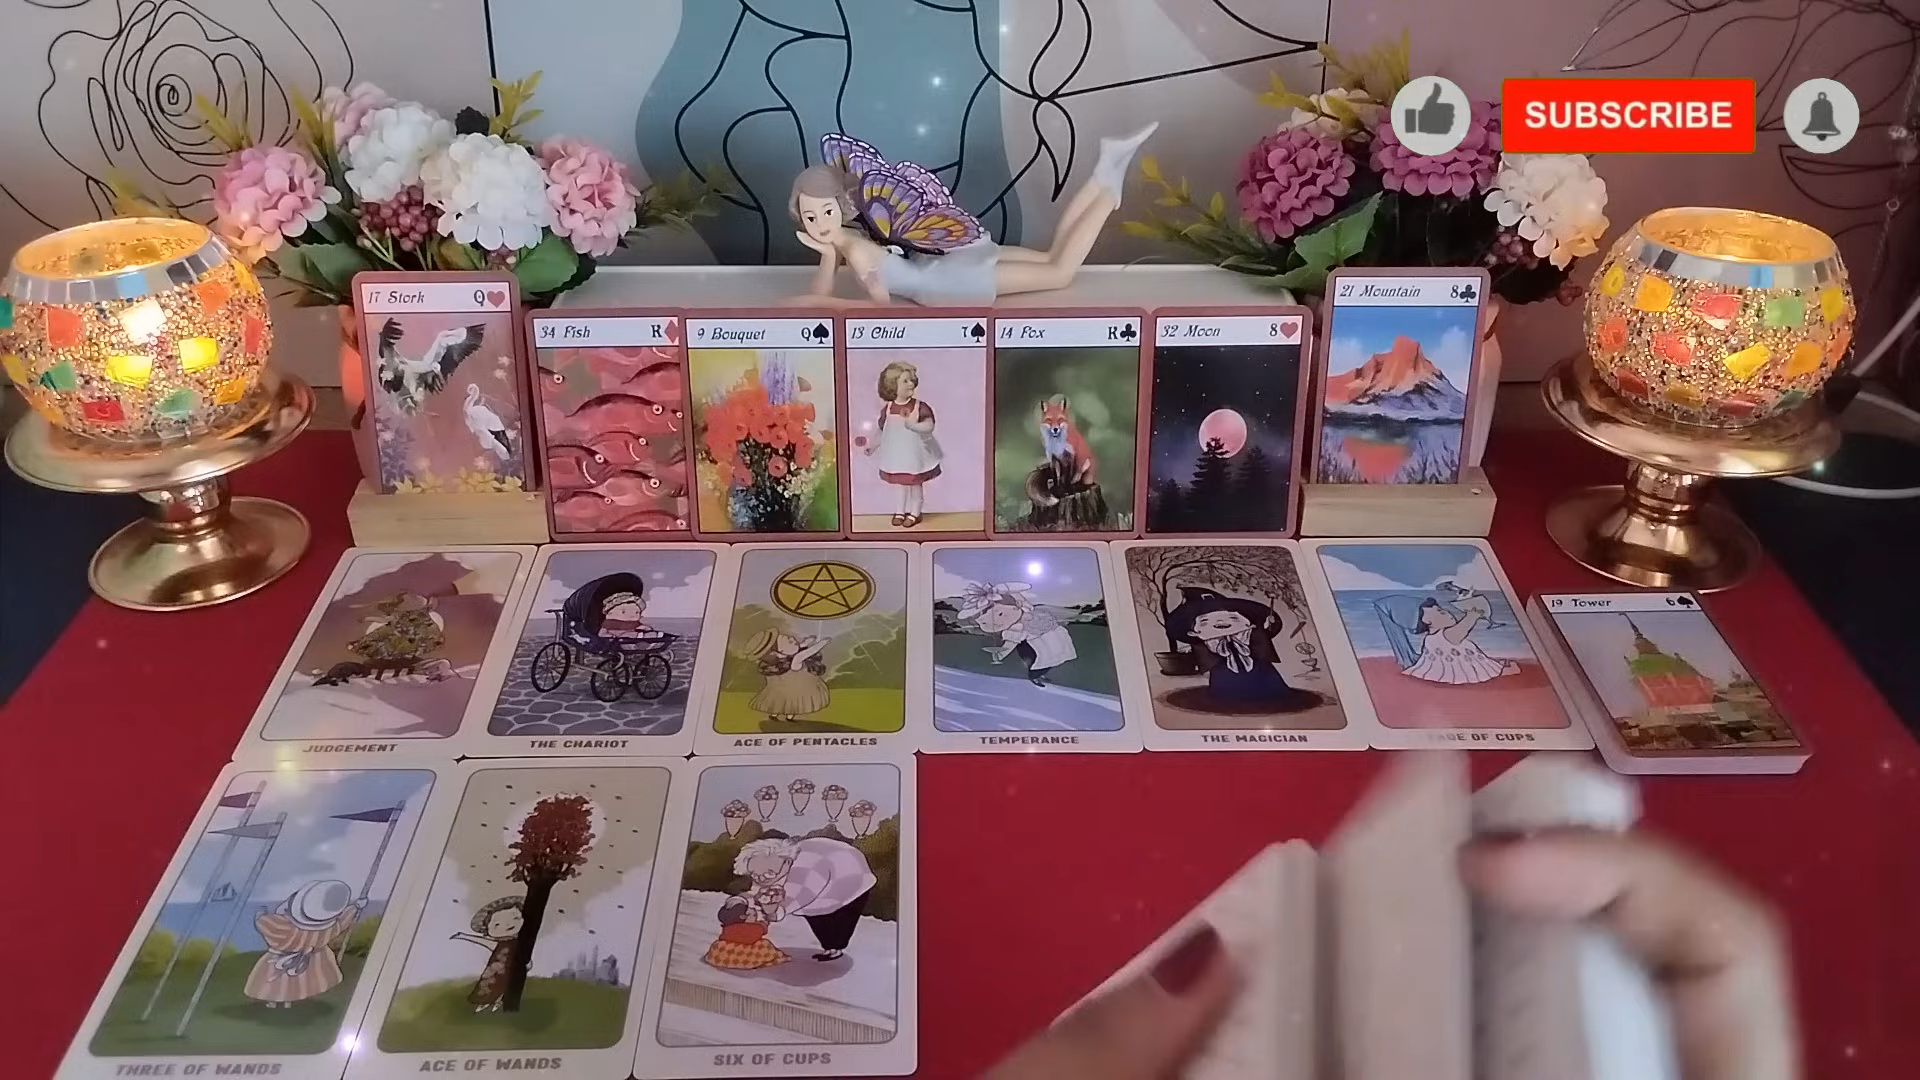 SUBSCRIBE
17 Stork Q
34 Fish K
9 Bouquet Q
13 Child 7
14 Fox K
32 Moon 8
21 Mountain 8
JUDGEMENT
THE CHARIOT
ACE OF PENTACLES
TEMPERANCE
THE MAGICIAN
OF CUPS
19 Tower 6
THREE OF WANDS
ACE OF WANDS
SIX OF CUPS